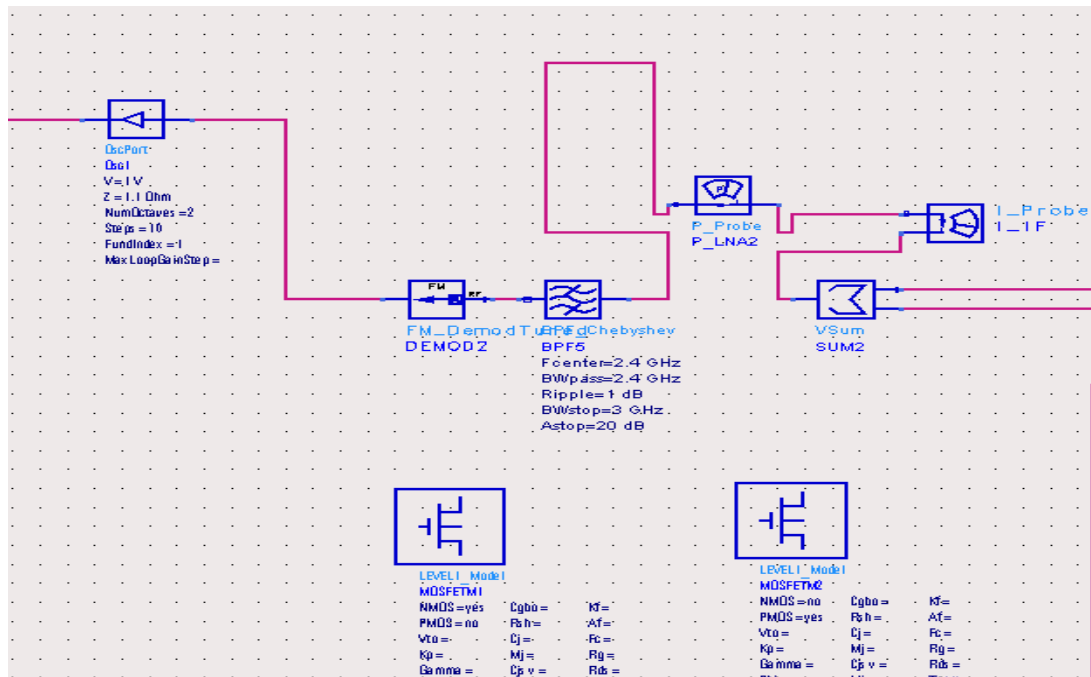 OscPort
Osc1
V=1 V
Z=1.1 Ohm
NumOctaves=2
Steps=10
FundIndex=1
MaxLoopGainStep=
FM
RF
FM_DemodTuned
DEMOD2
BPF_Chebyshev
BPF5
Fcenter=2.4 GHz
BWpass=2.4 GHz
Ripple=1 dB
BWstop=3 GHz
Astop=20 dB
P_Probe
P_LNA2
I_Probe
I_IF
VSum
SUM2
LEVEL1_Model
MOSFETM1
NMOS=yes Cgbo= Kf=
PMOS=no Rsh= Af=
Vto= Cj= Fc=
Kp= Mj= Rg=
Gamma= Cjsw= Rds=
LEVEL1_Model
MOSFETM2
NMOS=no Cgbo= Kf=
PMOS=yes Rsh= Af=
Vto= Cj= Fc=
Kp= Mj= Rg=
Gamma= Cjsw= Rds=